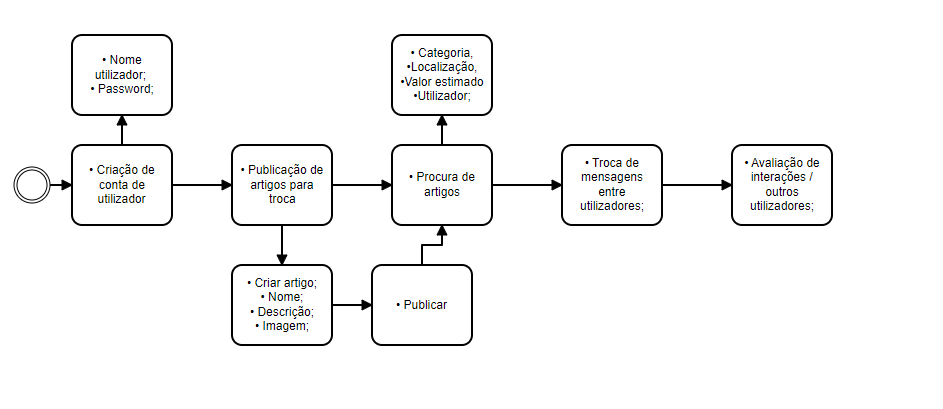 • Nome
utilizador;
• Password;
• Categoria,
•Localização,
•Valor estimado
•Utilizador;
• Criação de
conta de
utilizador
• Publicação de
artigos para
troca
• Procura de
artigos
• Troca de
mensagens
entre
utilizadores;
• Avaliação de
interações /
outros
utilizadores;
• Criar artigo;
• Nome;
• Descrição;
• Imagem;
• Publicar